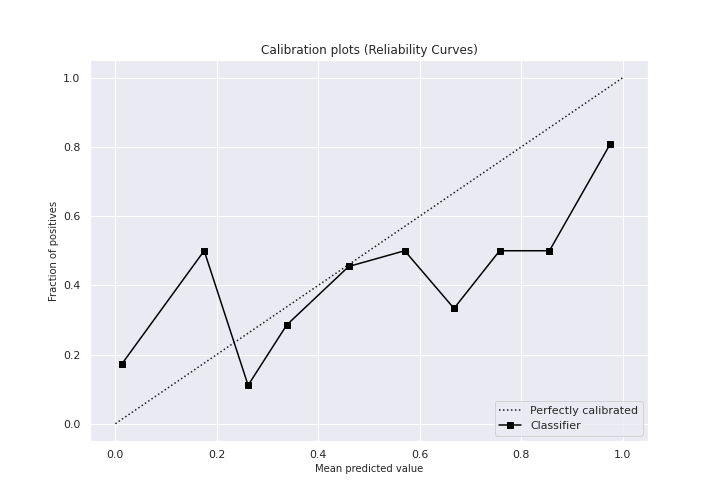 Calibration plots (Reliability Curves)
1.0
0.8
0.6
0.4
0.2
0.0
Fraction of positives
0.0 0.2 0.4 0.6 0.8 1.0
Mean predicted value
Perfectly calibrated
Classifier